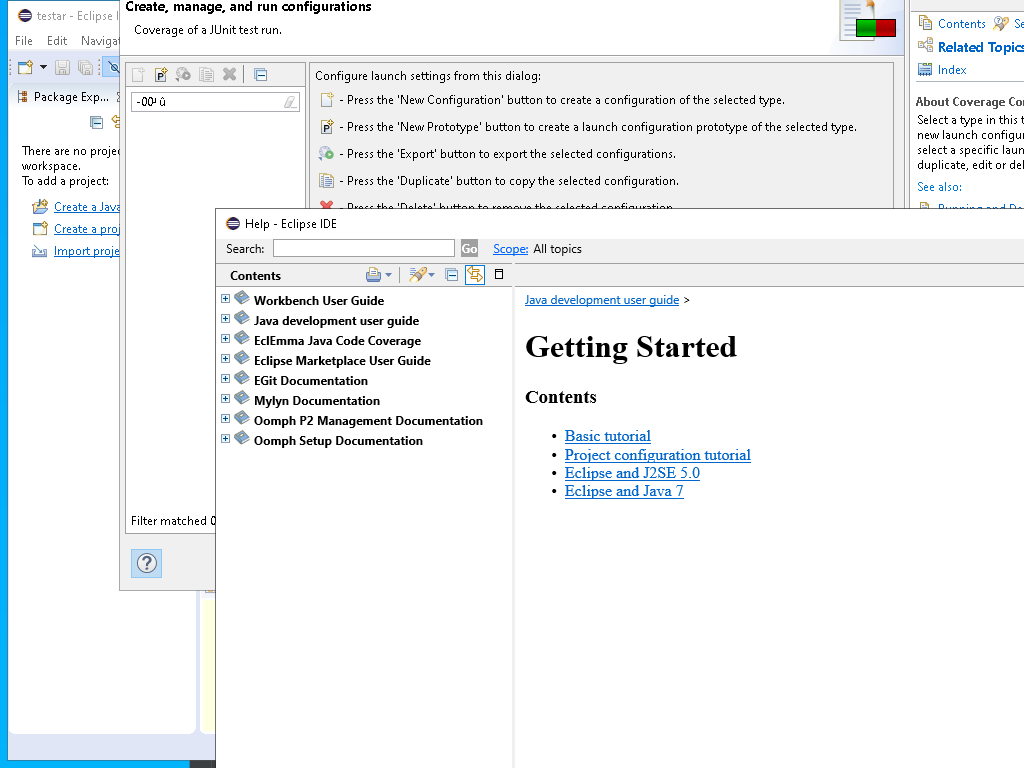 testar - Eclipse I
File Edit Navigat
Package Exp...
There are no projec
workspace.
To add a project:
Create a Java
Create a proj
Import proje
Create, manage, and run configurations
Coverage of a JUnit test run.
Filter matched 0
Configure launch settings from this dialog:
- Press the 'New Configuration' button to create a configuration of the selected type.
- Press the 'New Prototype' button to create a launch configuration prototype of the selected type.
- Press the 'Export' button to export the selected configurations.
- Press the 'Duplicate' button to copy the selected configuration.
- Press the 'Delete' button to remove the selected configuration.
Contents Se
Related Topics
Index
About Coverage Co
Select a type in this t
new launch configur
select a specific laun
duplicate, edit or del
See also:
Running and De
Help - Eclipse IDE
Search: Go Scope: All topics
Contents
Workbench User Guide
Java development user guide
EclEmma Java Code Coverage
Eclipse Marketplace User Guide
EGit Documentation
Mylyn Documentation
Oomph P2 Management Documentation
Oomph Setup Documentation
Java development user guide >
Getting Started
Contents
• Basic tutorial
• Project configuration tutorial
• Eclipse and J2SE 5.0
• Eclipse and Java 7